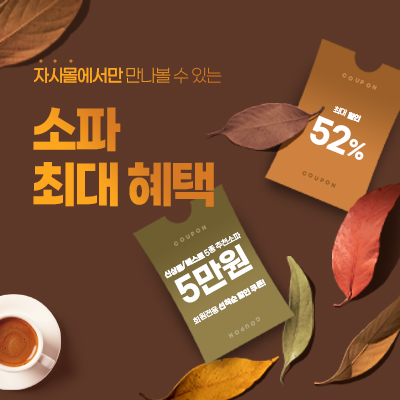 자사몰에서만 만나볼 수 있는
소파
최대 혜택
COUPON
최대 할인
52%
COUPON
COUPON
신상품/베스트 5종 추천소파
5만원
회원전용 선착순 할인 쿠폰!
COUPON